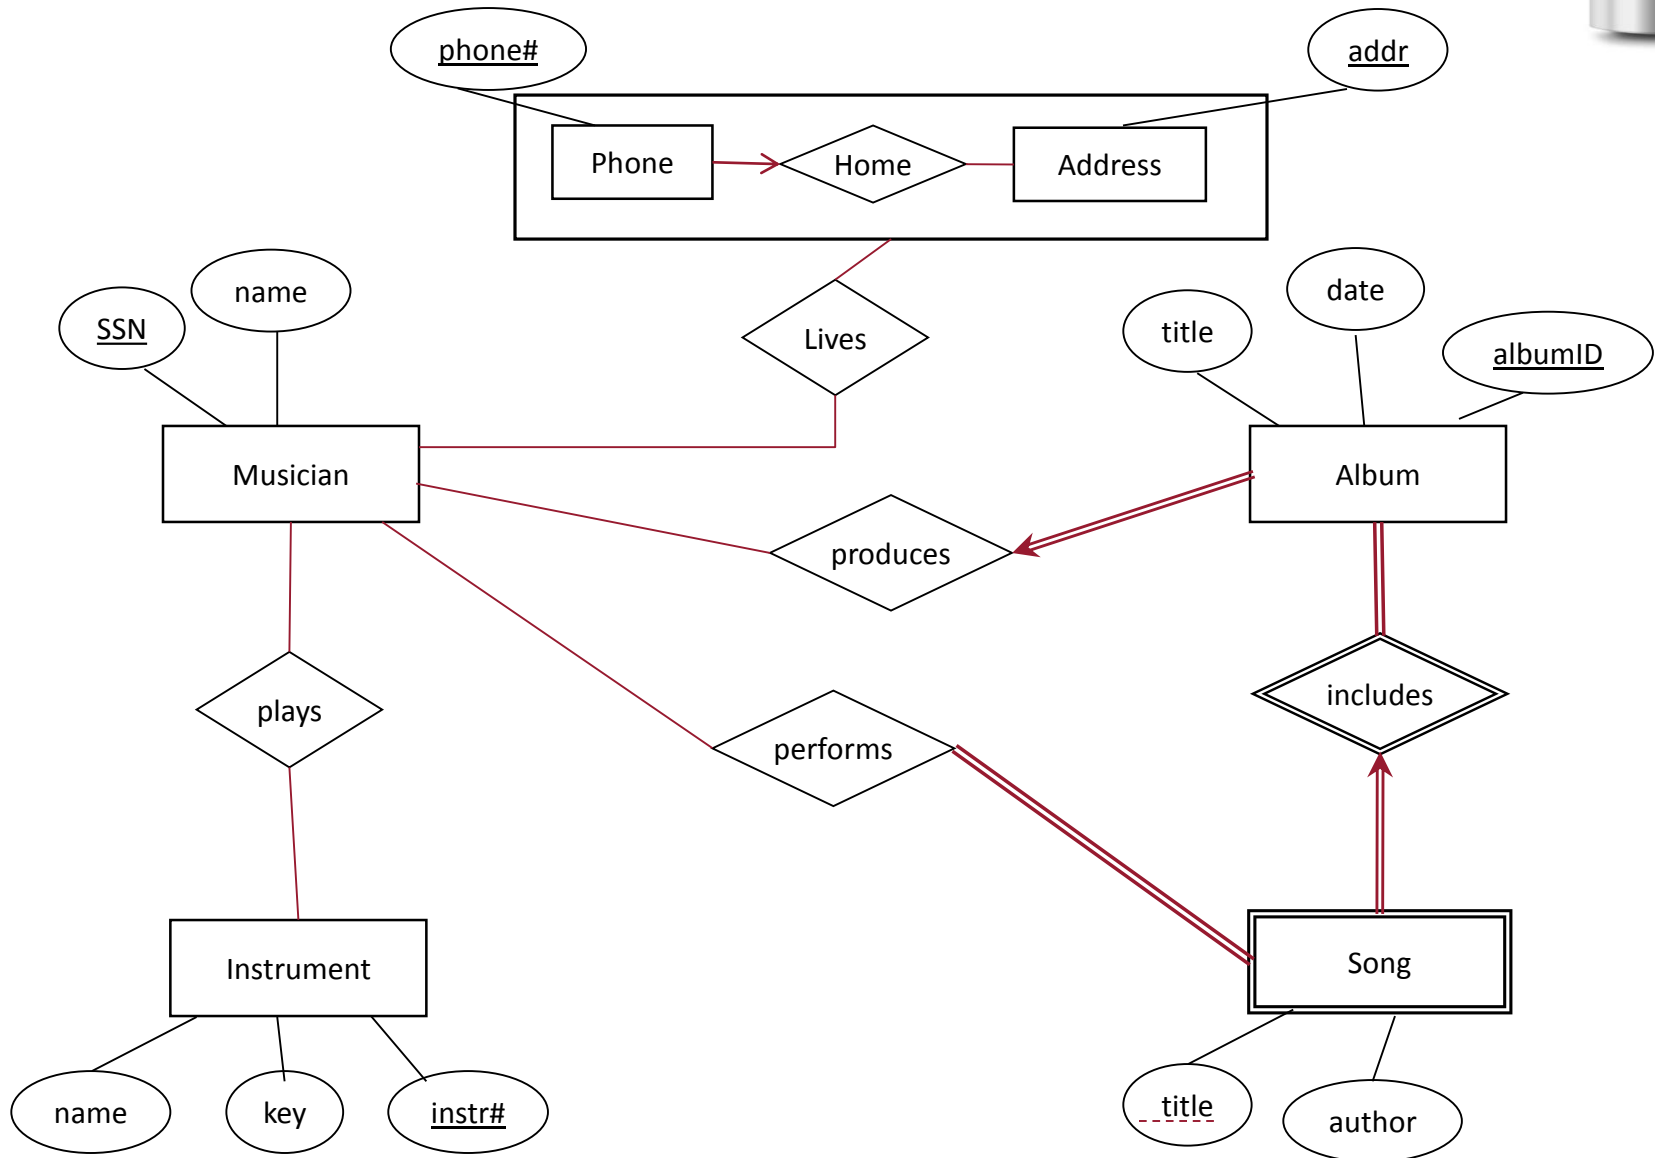 phone#
addr
Phone
Home
Address
SSN
name
Lives
title
date
albumID
Musician
Album
produces
plays
performs
includes
Instrument
Song
name
key
instr#
title
author